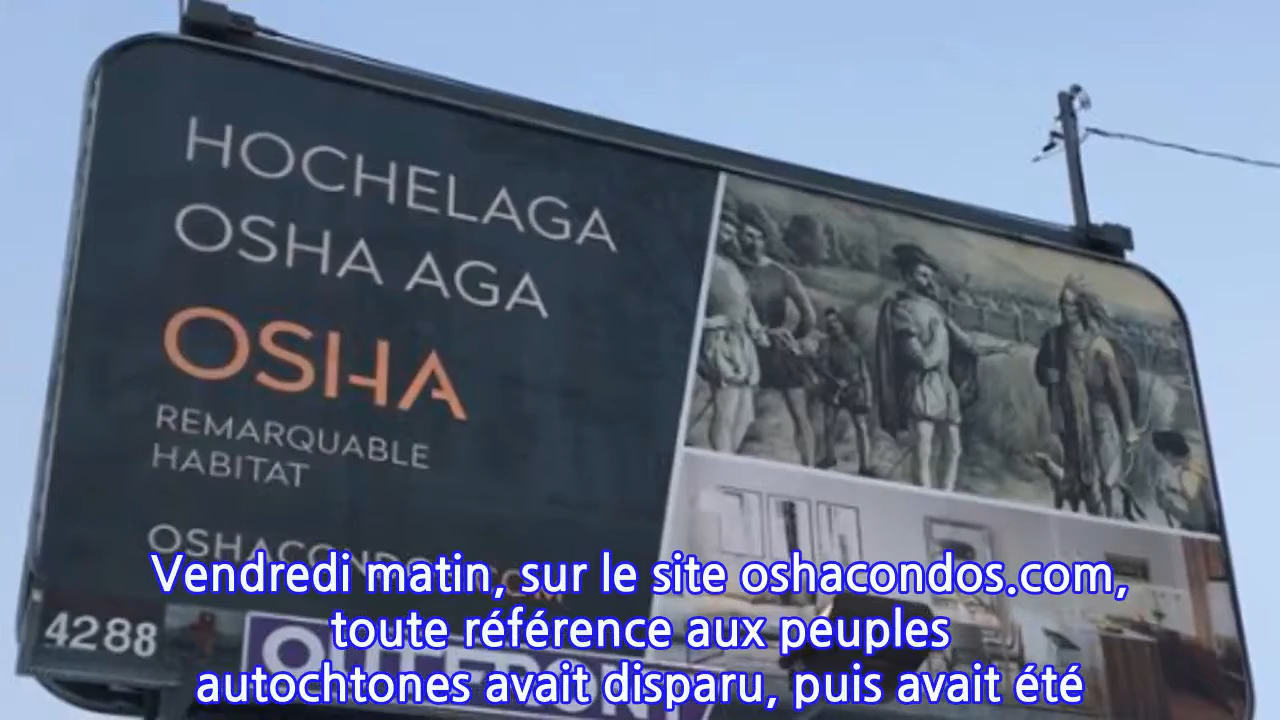 HOCHELAGA
OSHA AGA
OSHA
REMARQUABLE
HABITAT
4288
Vendredi matin, sur le site oshacondos.com,
toute référence aux peuples
autochtones avait disparu, puis avait été